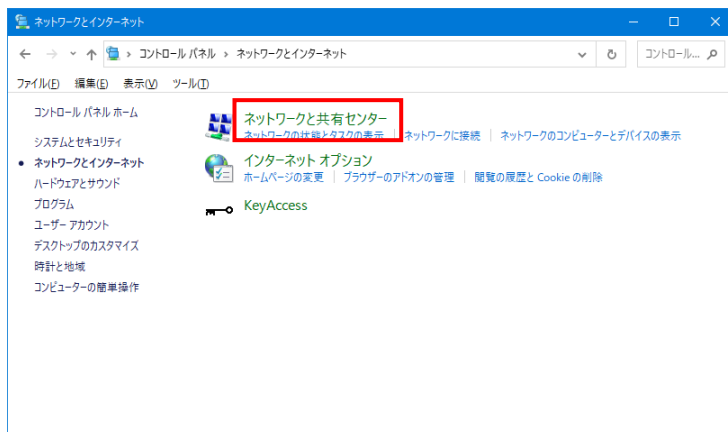 ネットワークとインターネット
コントロール パネル › ネットワークとインターネット
コントロール...
ファイル(F) 編集(E) 表示(V) ツール(T)
コントロール パネル ホーム
システムとセキュリティ
ネットワークとインターネット
ハードウェアとサウンド
プログラム
ユーザー アカウント
デスクトップのカスタマイズ
時計と地域
コンピューターの簡単操作
ネットワークと共有センター
ネットワークの状態とタスクの表示 | ネットワークに接続 | ネットワークのコンピューターとデバイスの表示
インターネット オプション
ホームページの変更 | ブラウザーのアドオンの管理 | 閲覧の履歴と Cookie の削除
KeyAccess